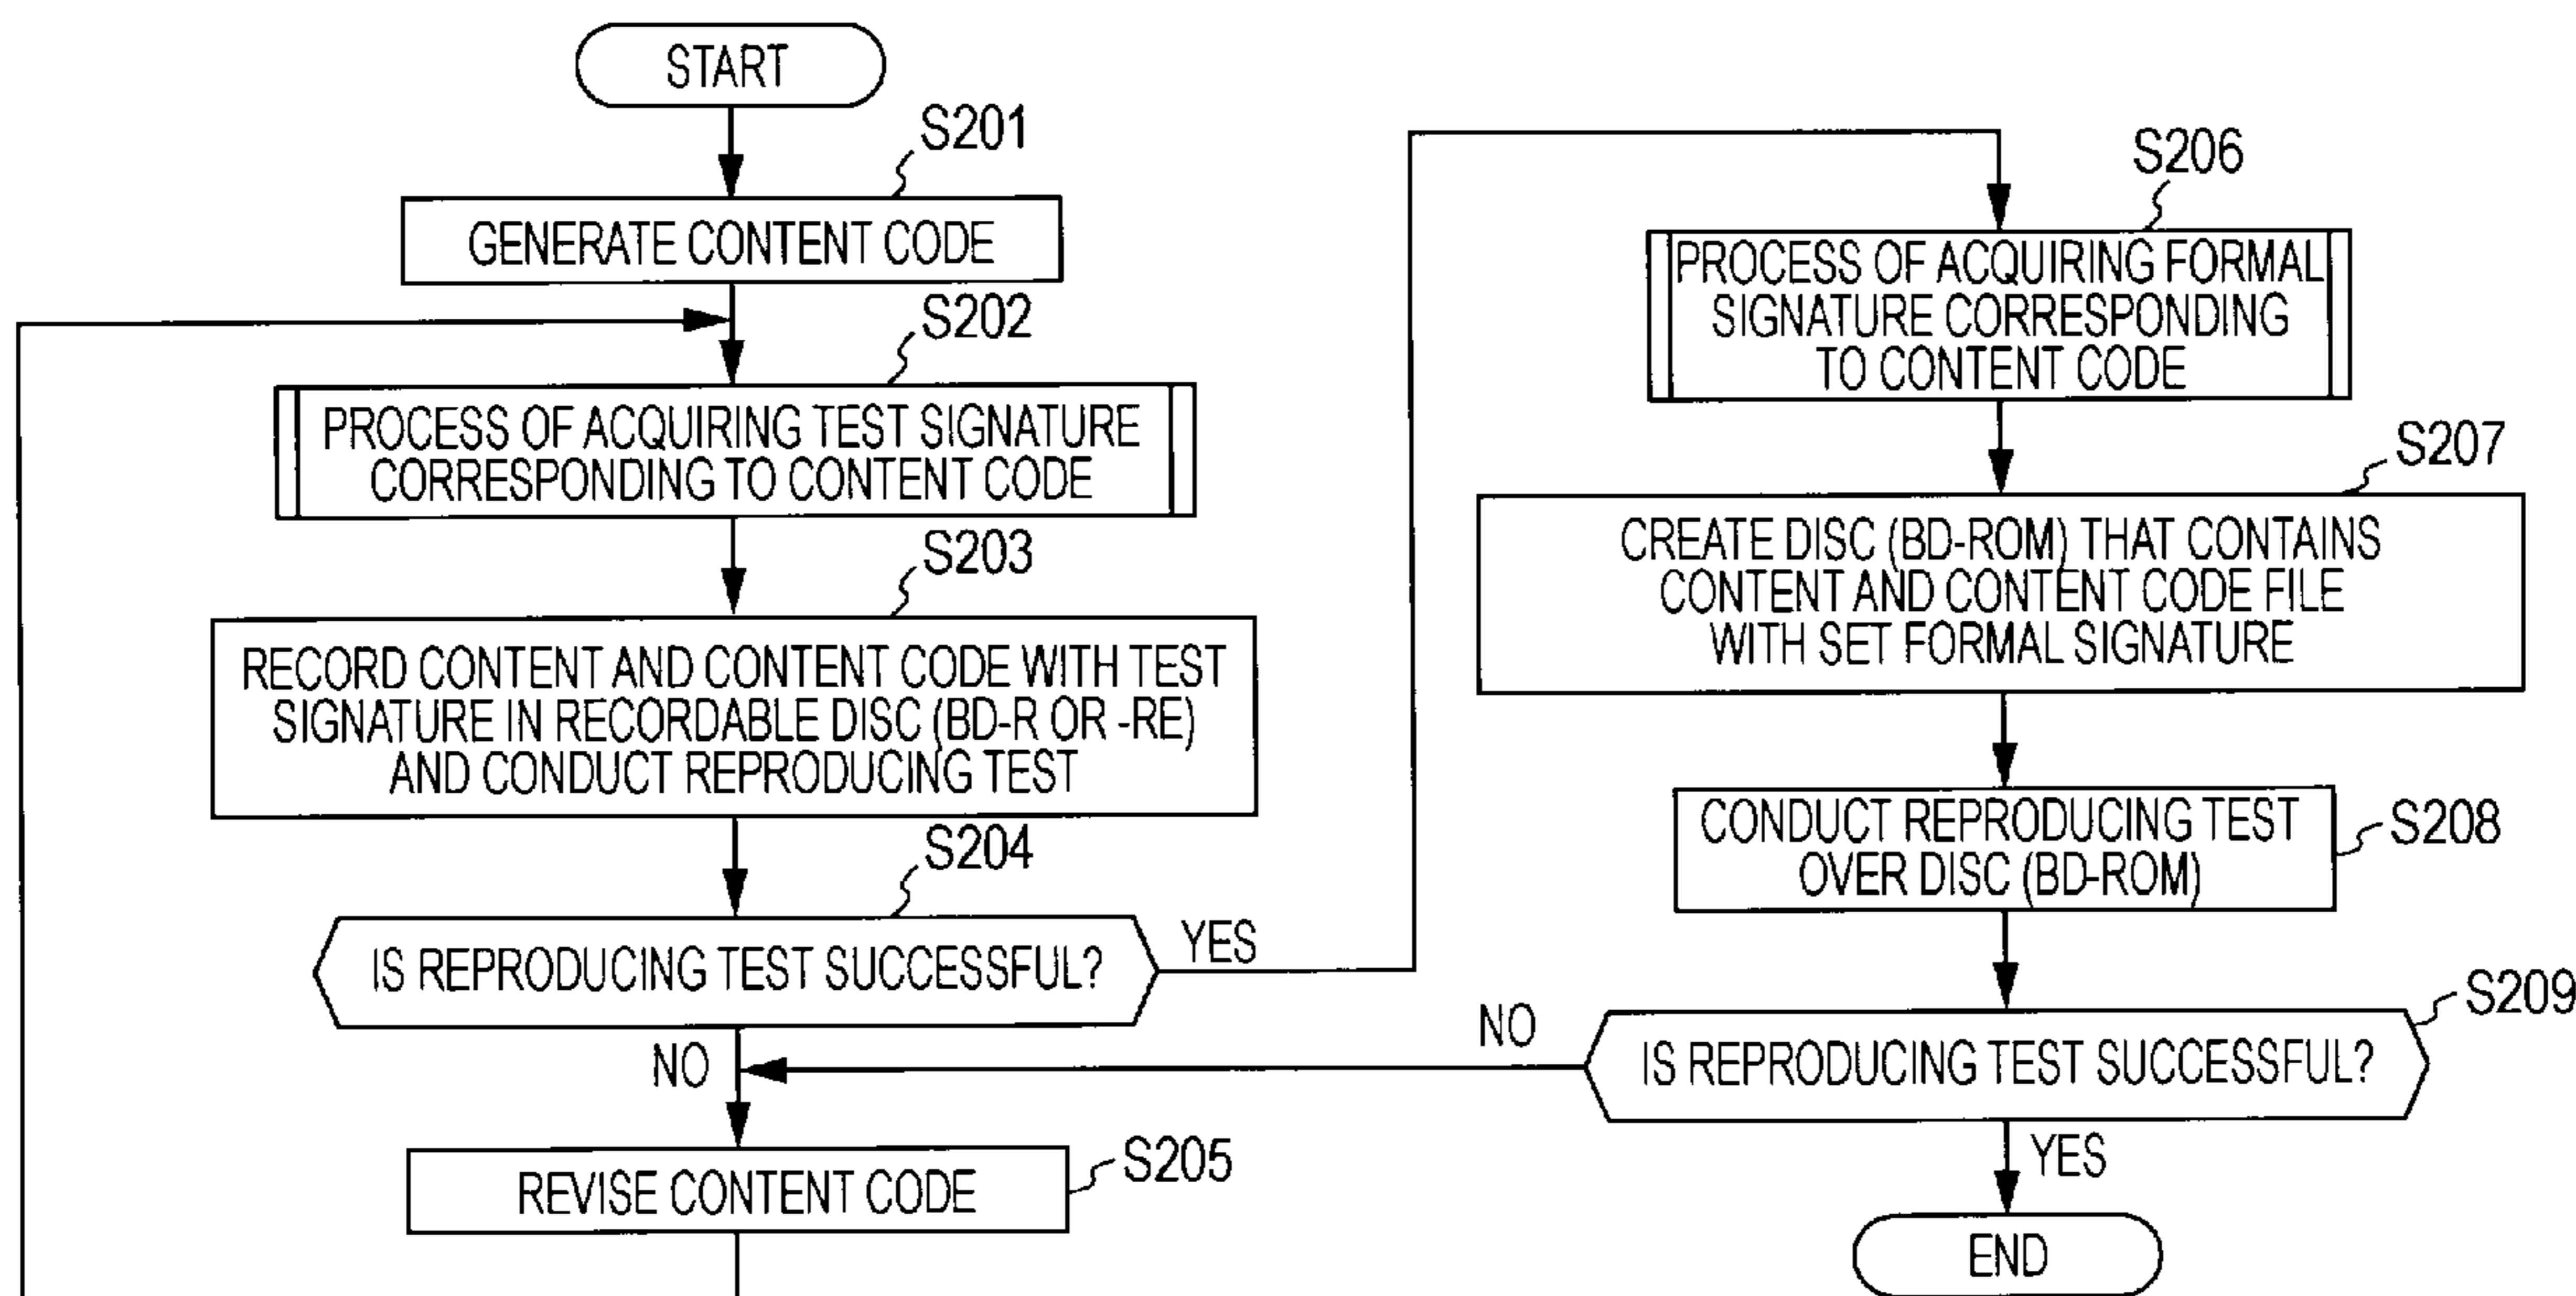 START
S201
GENERATE CONTENT CODE
S202
PROCESS OF ACQUIRING TEST SIGNATURE
CORRESPONDING TO CONTENT CODE
S203
RECORD CONTENT AND CONTENT CODE WITH TEST
SIGNATURE IN RECORDABLE DISC (BD-R OR -RE)
AND CONDUCT REPRODUCING TEST
S204
IS REPRODUCING TEST SUCCESSFUL?
YES
NO
S205
REVISE CONTENT CODE
S206
PROCESS OF ACQUIRING FORMAL
SIGNATURE CORRESPONDING
TO CONTENT CODE
S207
CREATE DISC (BD-ROM) THAT CONTAINS
CONTENT AND CONTENT CODE FILE
WITH SET FORMAL SIGNATURE
CONDUCT REPRODUCING TEST
OVER DISC (BD-ROM)
S208
S209
NO
IS REPRODUCING TEST SUCCESSFUL?
YES
END